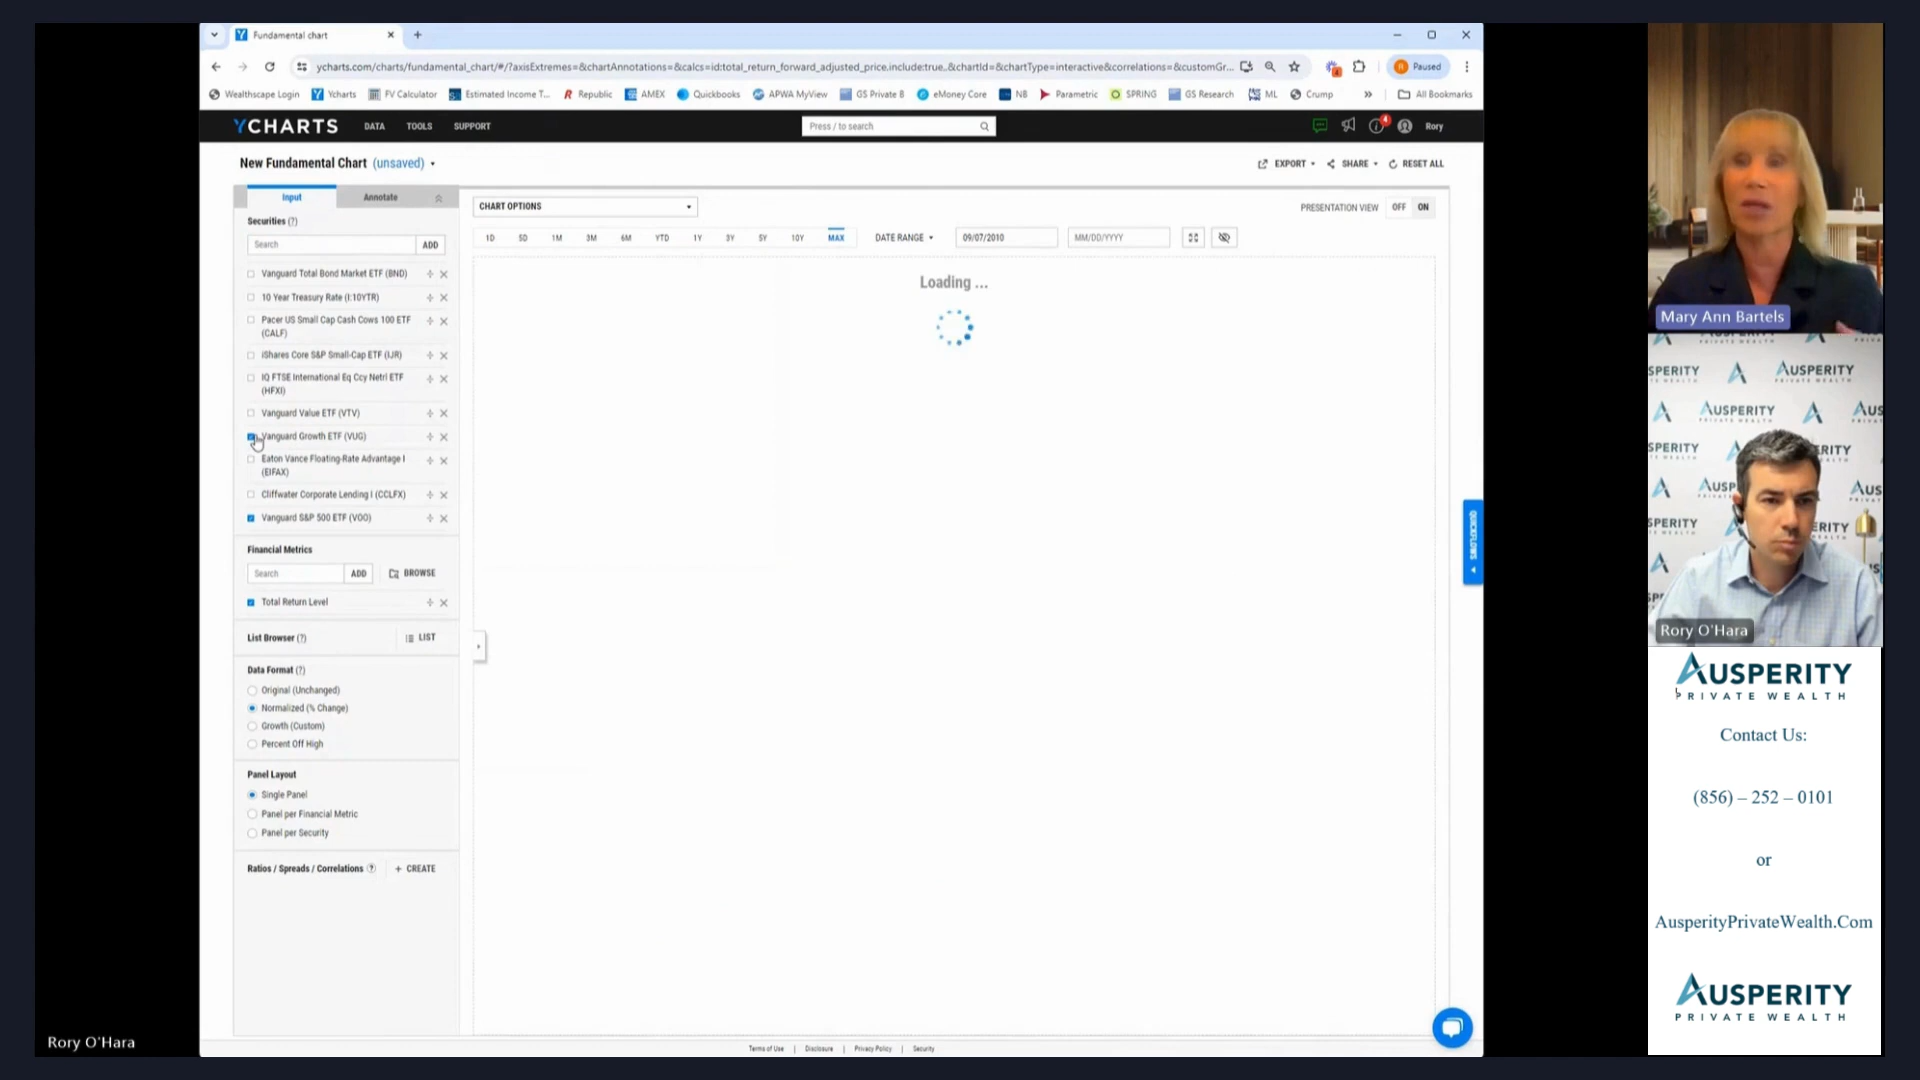 Fundamental chart
ycharts.com/charts/fundamental_chart/#/?axisExtremes=&chartAnnotations=&calcs=id:total_return_forward_adjusted_price,include:true,,&chartId=&chartType=interactive&correlations=&customGr...
Paused
Wealthscape Login
Ycharts
FV Calculator
Estimated Income T...
Republic
AMEX
Quickbooks
APWA MyView
GS Private 8
eMoney Core
NB
Parametric
SPRING
GS Research
ML
Crump
All Bookmarks
YCHARTS
DATA
TOOLS
SUPPORT
Press / to search
4
Rory
New Fundamental Chart (unsaved)
EXPORT
SHARE
RESET ALL
Input
Annotate
Securities (?)
Search
ADD
Vanguard Total Bond Market ETF (BND)
10 Year Treasury Rate (I:10YTR)
Pacer US Small Cap Cash Cows 100 ETF
(CALF)
iShares Core S&P Small-Cap ETF (IJR)
IQ FTSE International Eq Ccy Netrl ETF
(HFXI)
Vanguard Value ETF (VTV)
Vanguard Growth ETF (VUG)
Eaton Vance Floating-Rate Advantage I
(EIFAX)
Cliffwater Corporate Lending I (CCLFX)
Vanguard S&P 500 ETF (VOO)
Financial Metrics
Search
ADD
BROWSE
Total Return Level
List Browser (?)
LIST
Data Format (?)
Original (Unchanged)
Normalized (% Change)
Growth (Custom)
Percent Off High
Panel Layout
Single Panel
Panel per Financial Metric
Panel per Security
Ratios / Spreads / Correlations (?)
+ CREATE
CHART OPTIONS
PRESENTATION VIEW
OFF
ON
1D
5D
1M
3M
6M
YTD
1Y
3Y
5Y
10Y
MAX
DATE RANGE
09/07/2010
MM/DD/YYYY
Loading ...
QUICKFLOWS
Terms of Use | Disclosure | Privacy Policy | Security
Rory O'Hara
Mary Ann Bartels
AUSPERITY
PRIVATE WEALTH
Rory O'Hara
AUSPERITY
PRIVATE WEALTH
Contact Us:
(856) – 252 – 0101
or
AusperityPrivateWealth.Com
AUSPERITY
PRIVATE WEALTH